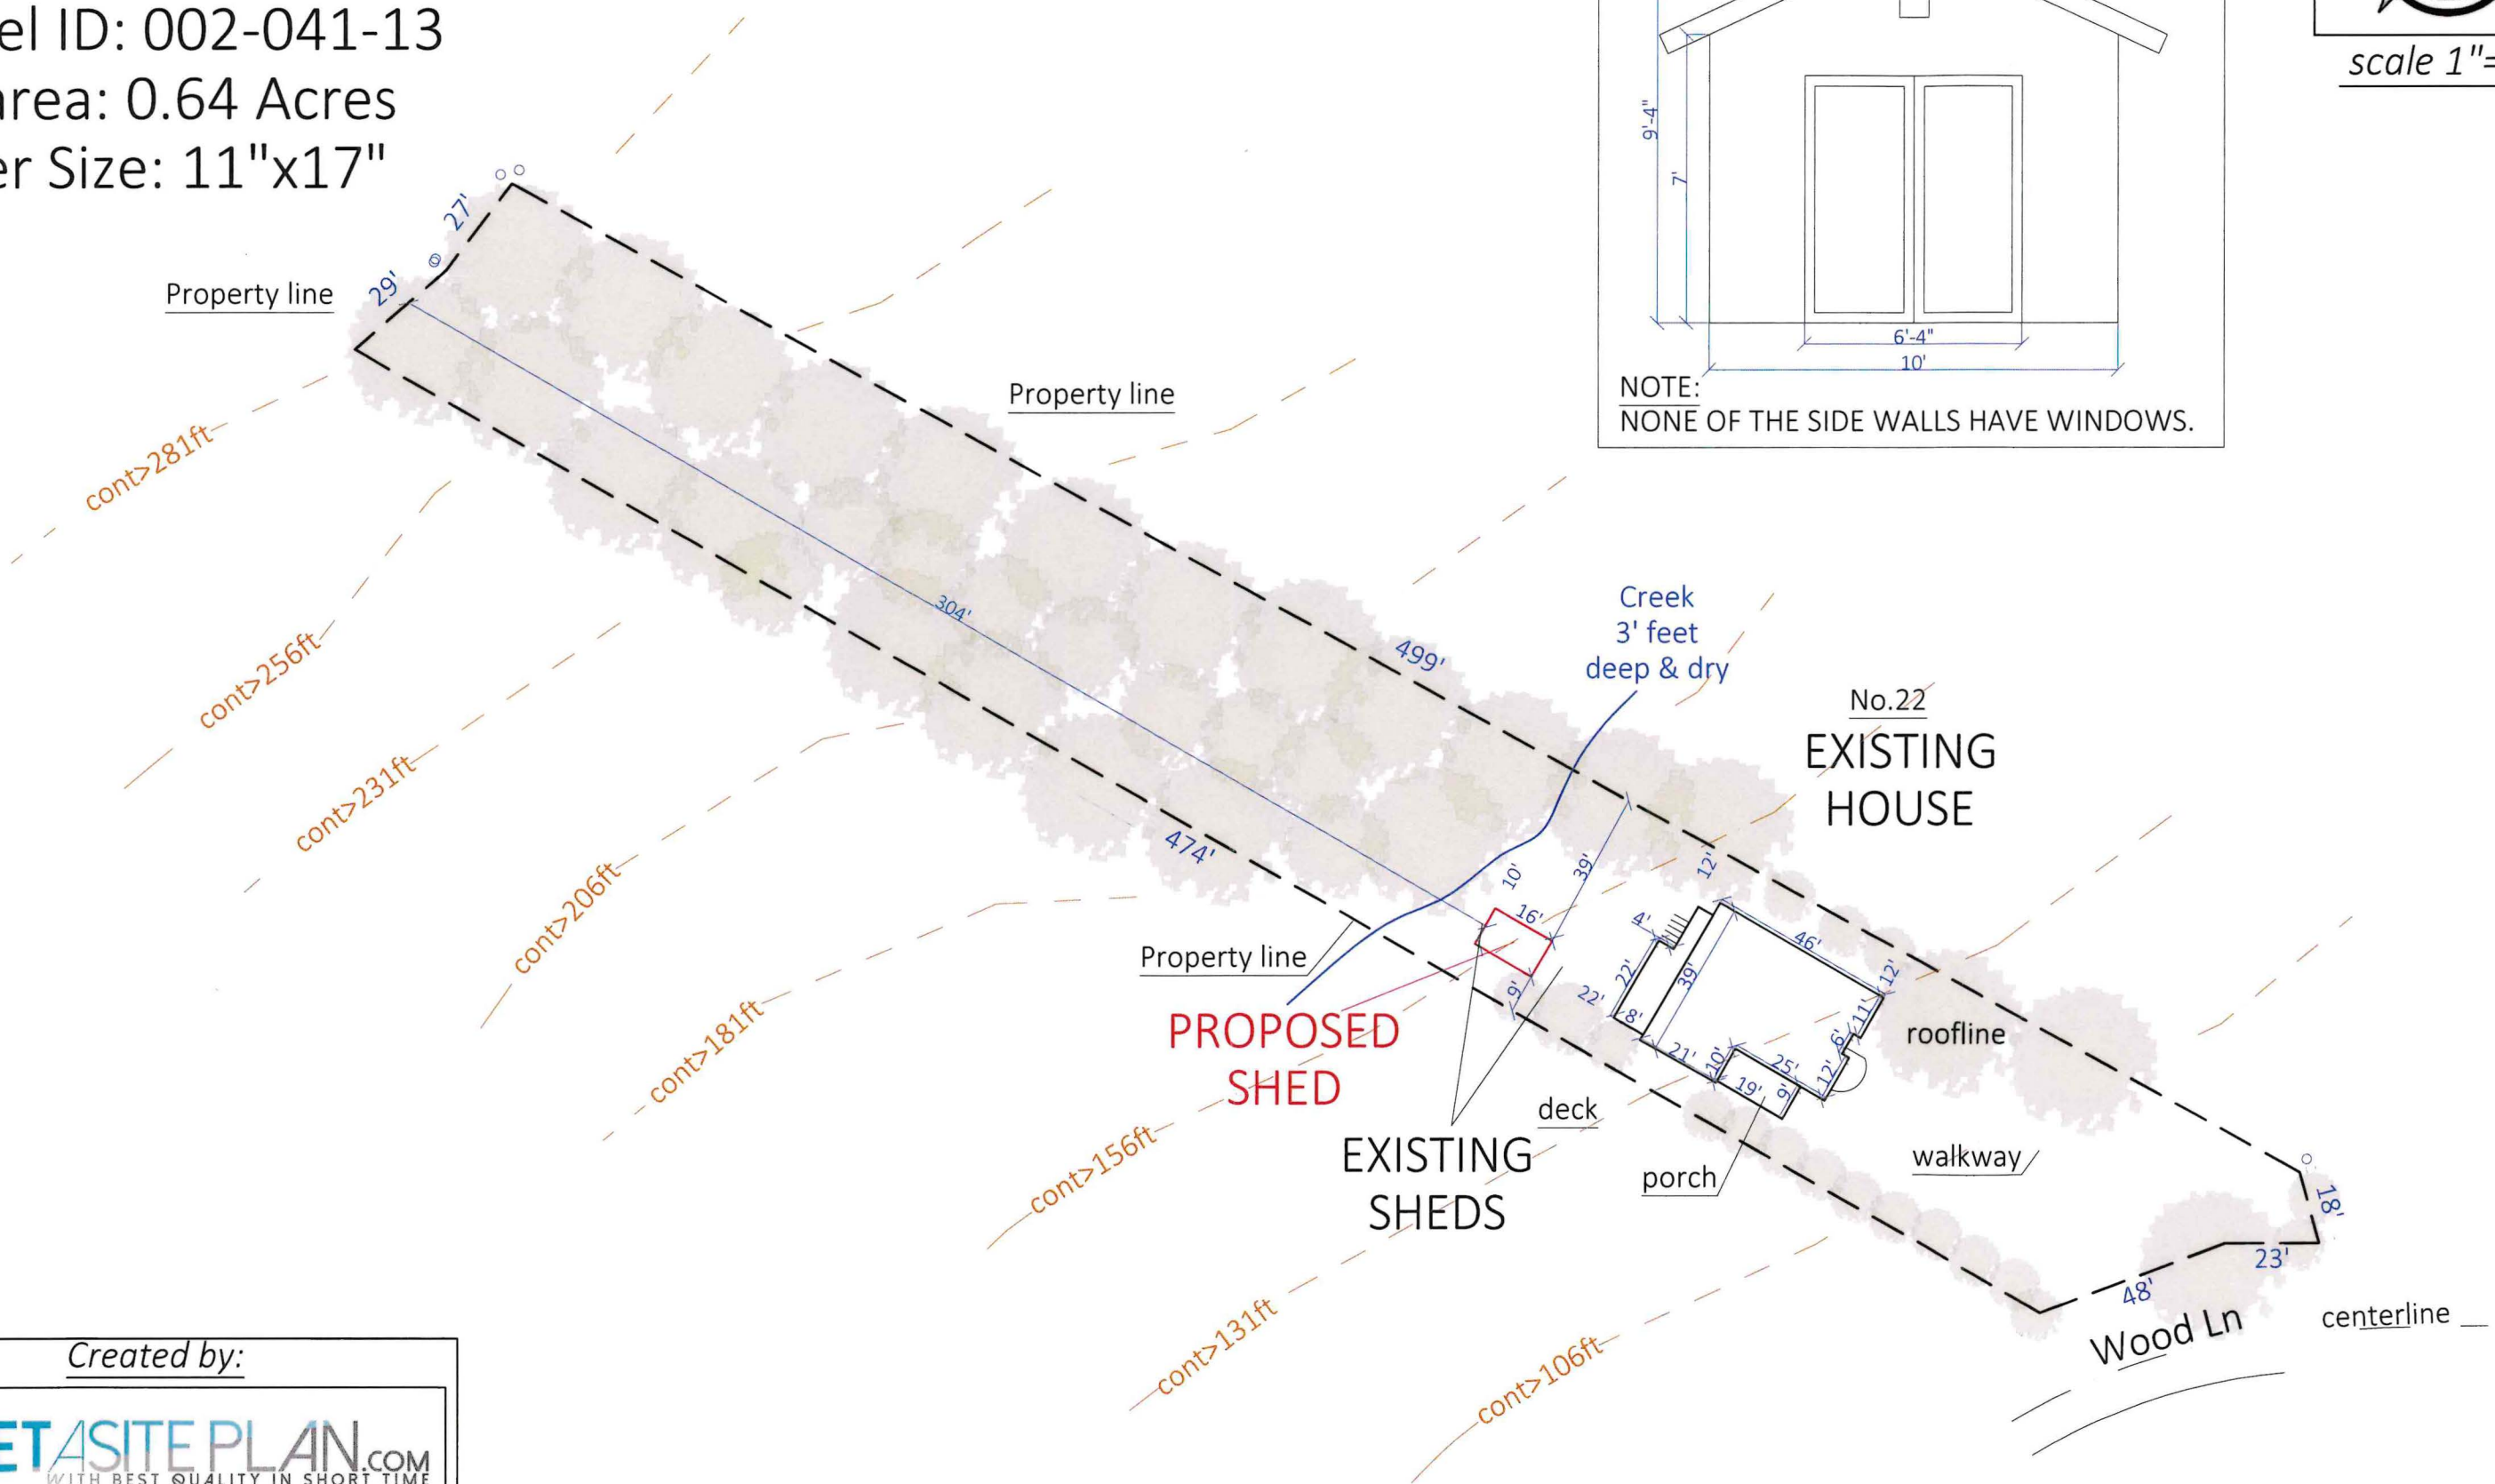 el ID: 002-041-13
area: 0.64 Acres
er Size: 11"x17"
scale 1"=
9'-4"
7'
6'-4"
10'
NOTE:
NONE OF THE SIDE WALLS HAVE WINDOWS.
27'
29'
Property line
Property line
cont>281ft
cont>256ft
cont>231ft
cont>206ft
cont>181ft
cont>156ft
cont>131ft
cont>106ft
304'
499'
474'
Creek
3' feet
deep & dry
No.22
EXISTING
HOUSE
Property line
PROPOSED
SHED
EXISTING
SHEDS
10'
16'
39'
9'
12'
4'
22'
22'
8'
39'
46'
12'
11'
6'
12'
21'
10'
25'
19'
9'
roofline
deck
porch
walkway
18'
23'
48'
Wood Ln
centerline
Created by:
ETASITEPLAN.COM
WITH BEST QUALITY IN SHORT TIME